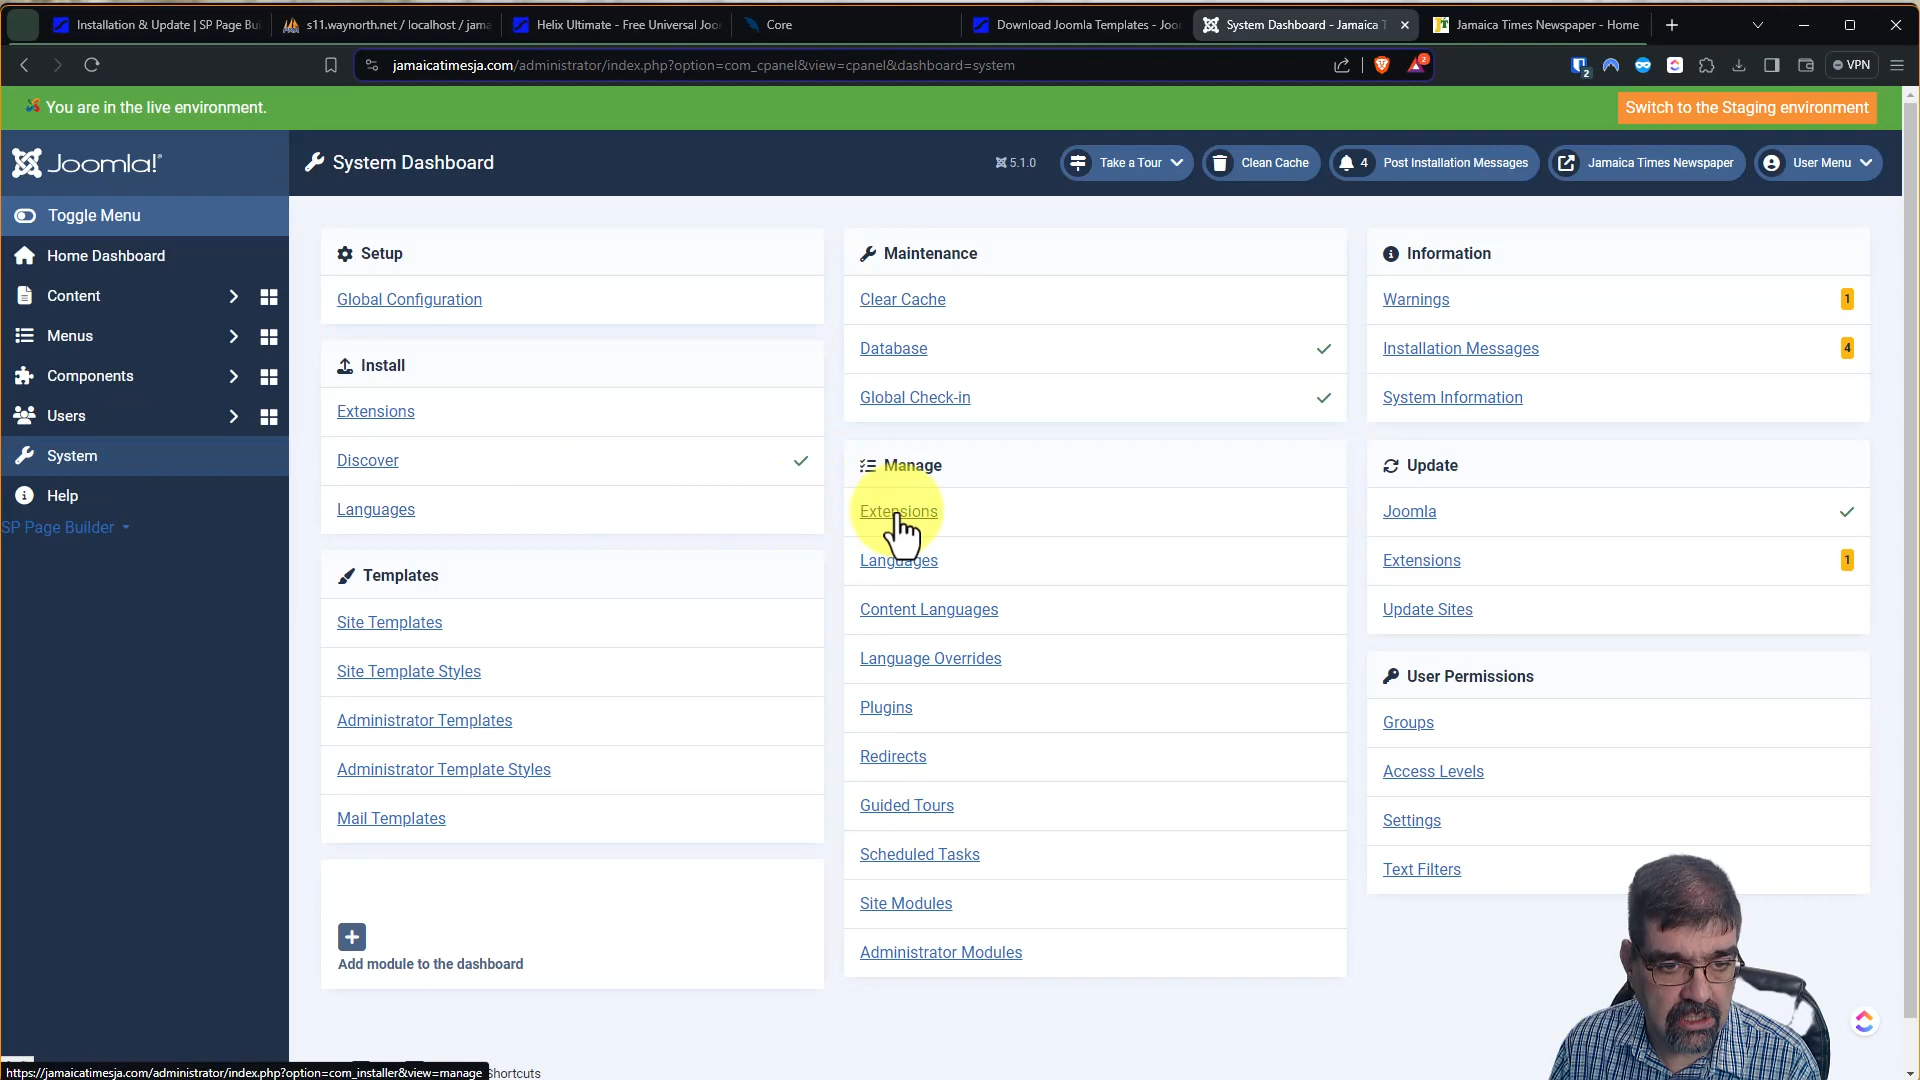 Installation & Update | SP Page Bui
s11.waynorth.net / localhost / jama
Helix Ultimate - Free Universal Joon
Core
Download Joomla Templates - Joo
System Dashboard - Jamaica T
Jamaica Times Newspaper - Home
jamaicatimesja.com/administrator/index.php?option=com_cpanel&view=cpanel&dashboard=system
2
2
VPN
You are in the live environment.
Switch to the Staging environment
Joomla!
System Dashboard
5.1.0
Take a Tour
Clean Cache
4 Post Installation Messages
Jamaica Times Newspaper
User Menu
Toggle Menu
Home Dashboard
Content
Menus
Components
Users
System
Help
SP Page Builder
Setup
Global Configuration
Install
Extensions
Discover
Languages
Templates
Site Templates
Site Template Styles
Administrator Templates
Administrator Template Styles
Mail Templates
Add module to the dashboard
Maintenance
Clear Cache
Database
Global Check-in
Manage
Extensions
Languages
Content Languages
Language Overrides
Plugins
Redirects
Guided Tours
Scheduled Tasks
Site Modules
Administrator Modules
Information
Warnings 1
Installation Messages 4
System Information
Update
Joomla
Extensions 1
Update Sites
User Permissions
Groups
Access Levels
Settings
Text Filters
https://jamaicatimesja.com/administrator/index.php?option=com_installer&view=manage
Shortcuts